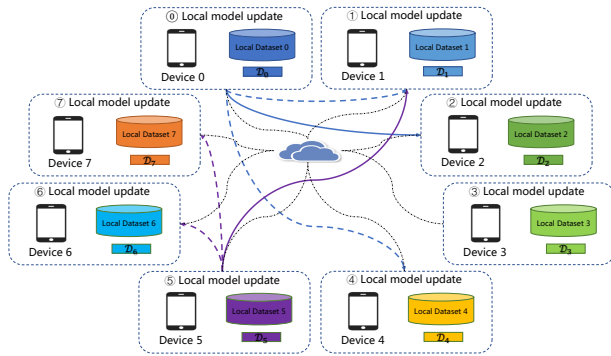 ⓪ Local model update
Local Dataset 0
Device 0
𝒟₀
① Local model update
Local Dataset 1
Device 1
𝒟₁
⑦ Local model update
Local Dataset 7
Device 7
𝒟₇
② Local model update
Local Dataset 2
Device 2
𝒟₂
⑥ Local model update
Local Dataset 6
Device 6
𝒟₆
③ Local model update
Local Dataset 3
Device 3
𝒟₃
⑤ Local model update
Local Dataset 5
Device 5
𝒟₅
④ Local model update
Local Dataset 4
Device 4
𝒟₄